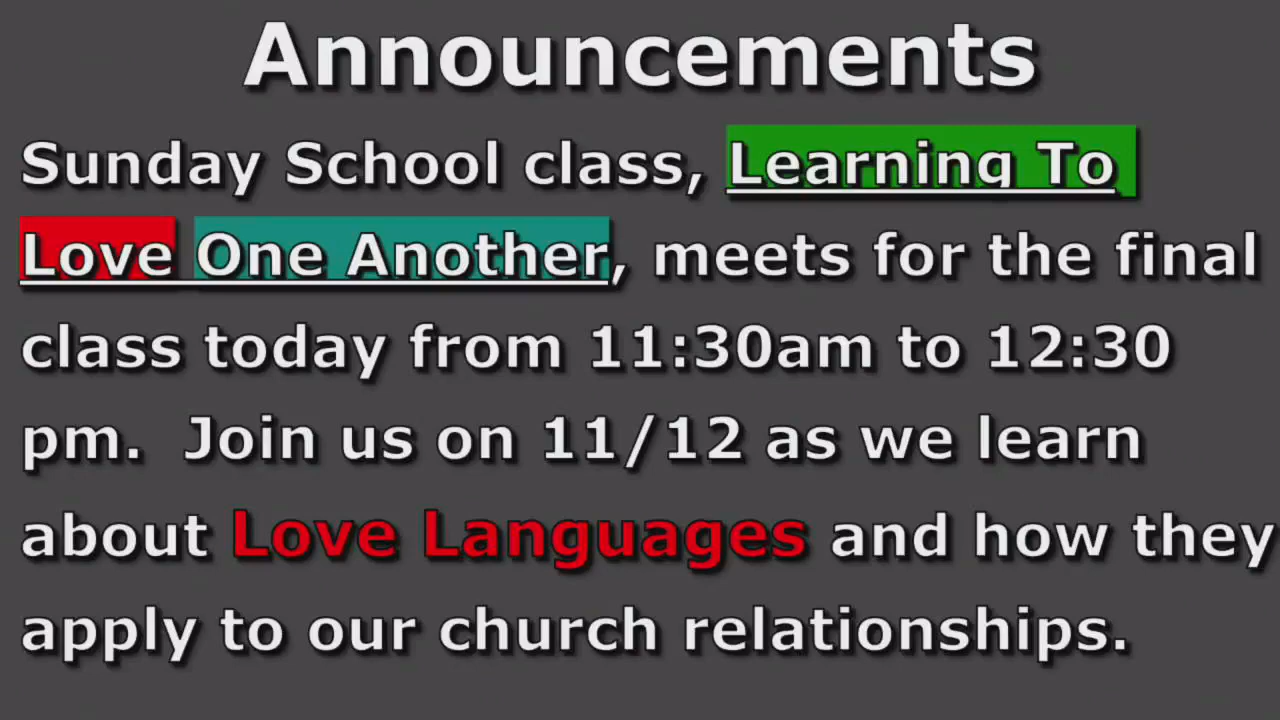 Announcements
Sunday School class, Learning To
Love One Another, meets for the final
class today from 11:30am to 12:30
pm.  Join us on 11/12 as we learn
about Love Languages and how they
apply to our church relationships.